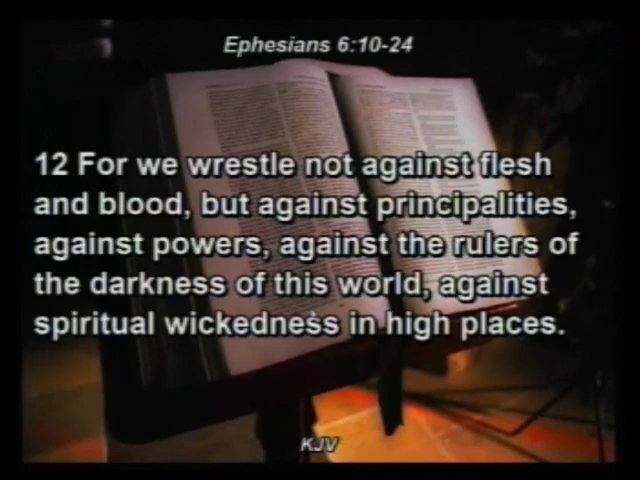 Ephesians 6:10-24
12 For we wrestle not against flesh
and blood, but against principalities,
against powers, against the rulers of
the darkness of this world, against
spiritual wickedness in high places.
KJV